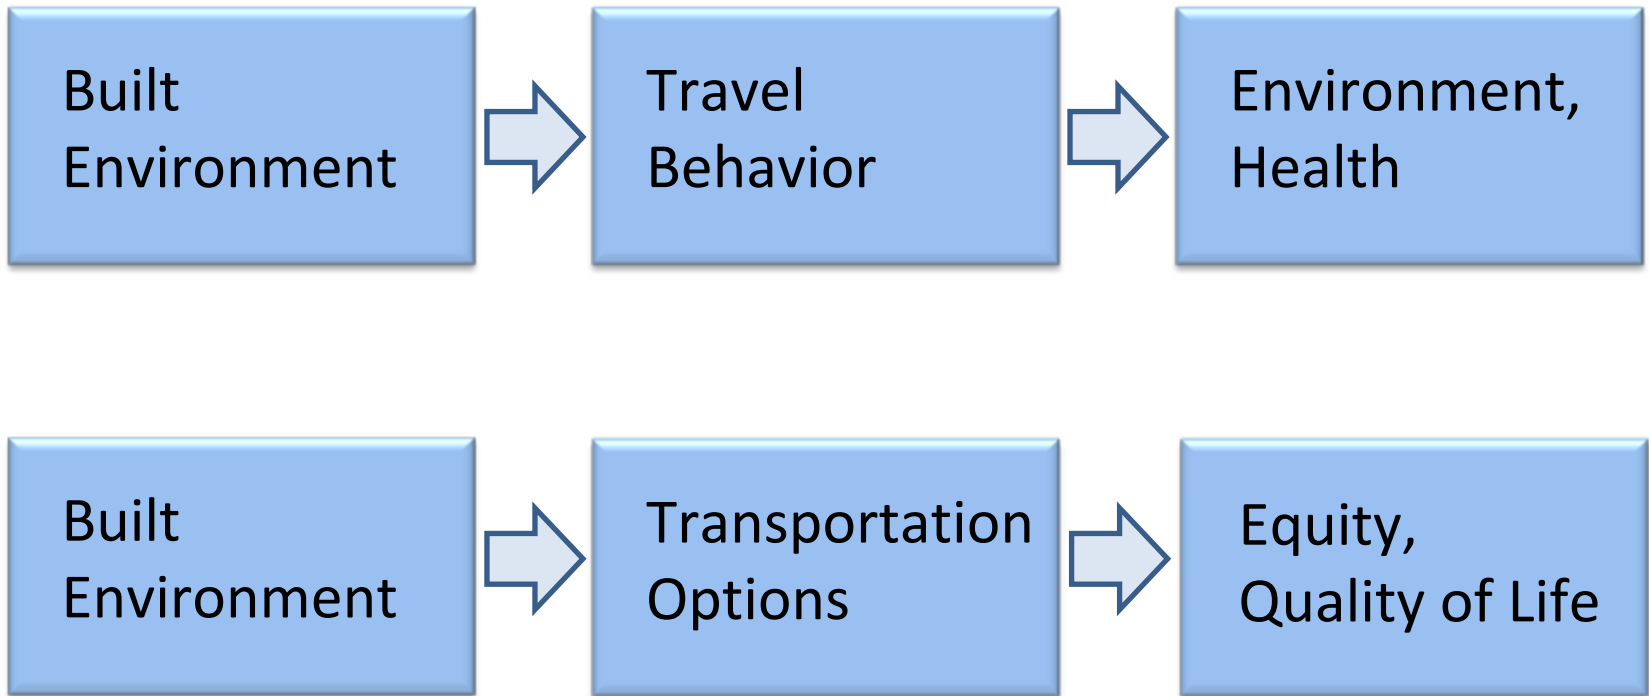 Built
Environment
Travel
Behavior
Environment,
Health
Built
Environment
Transportation
Options
Equity,
Quality of Life